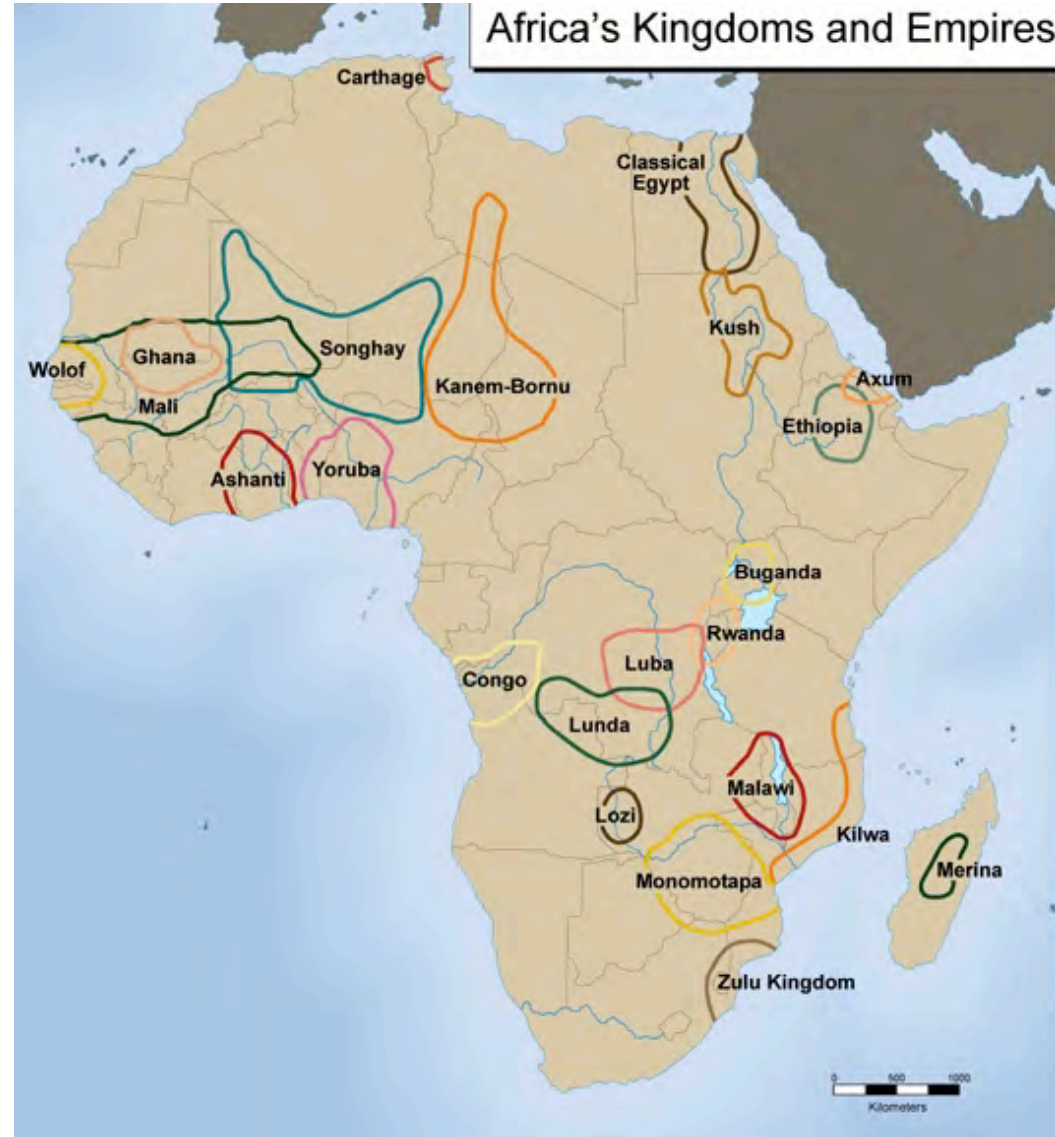 Africa's Kingdoms and Empires
Carthage
Classical
Egypt
Kush
Wolof
Ghana
Songhay
Mali
Kanem-Bornu
Axum
Ethiopia
Ashanti
Yoruba
Buganda
Rwanda
Congo
Luba
Lunda
Malawi
Lozi
Kilwa
Monomotapa
Merina
Zulu Kingdom
0 500 1000
Kilometers